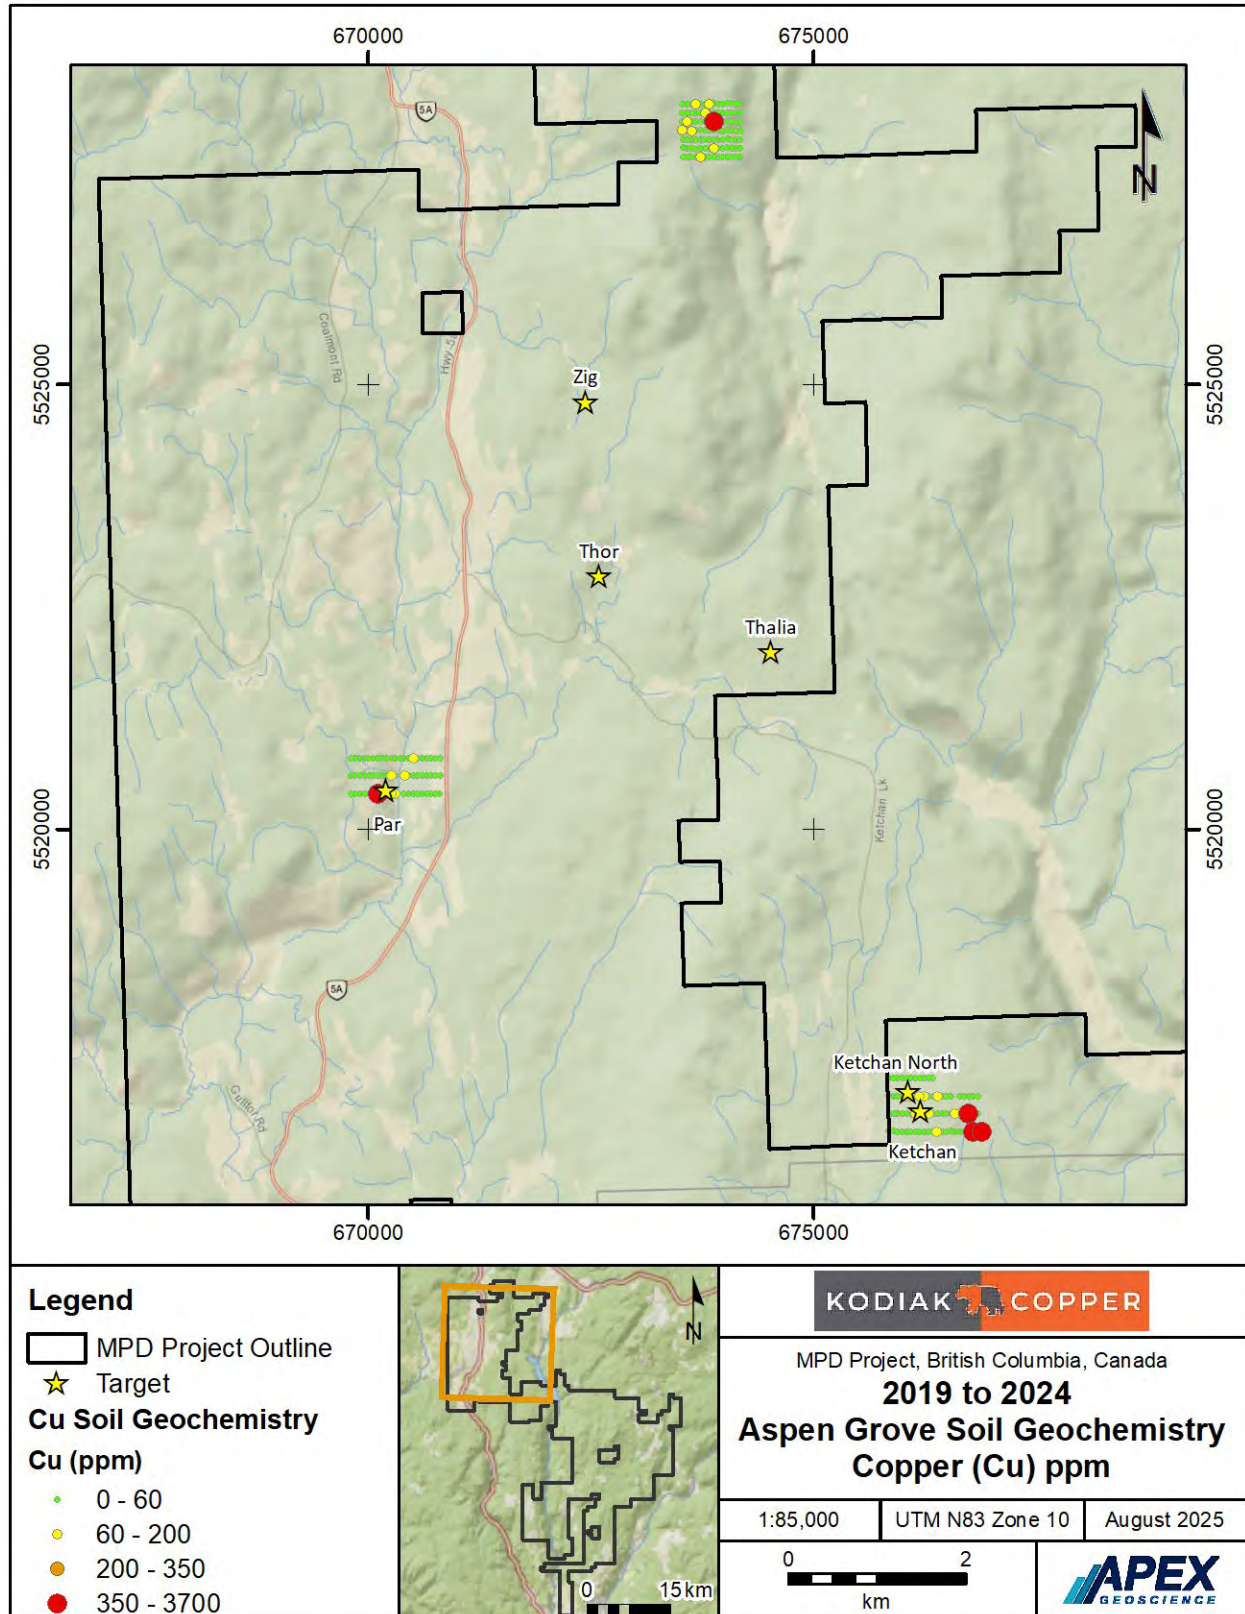 670000
675000
5A
5525000
5525000
Coalmont Rd
Hwy 5a
Zig
Thor
Thalia
Par
5520000
5520000
Ketchan Lk
5A
Ketchan North
Ketchan
670000
675000
N
Legend
MPD Project Outline
Target
Cu Soil Geochemistry
Cu (ppm)
0 - 60
60 - 200
200 - 350
350 - 3700
N
0 15 km
KODIAK COPPER
MPD Project, British Columbia, Canada
2019 to 2024
Aspen Grove Soil Geochemistry
Copper (Cu) ppm
1:85,000
UTM N83 Zone 10
August 2025
0 2
km
APEX
GEOSCIENCE